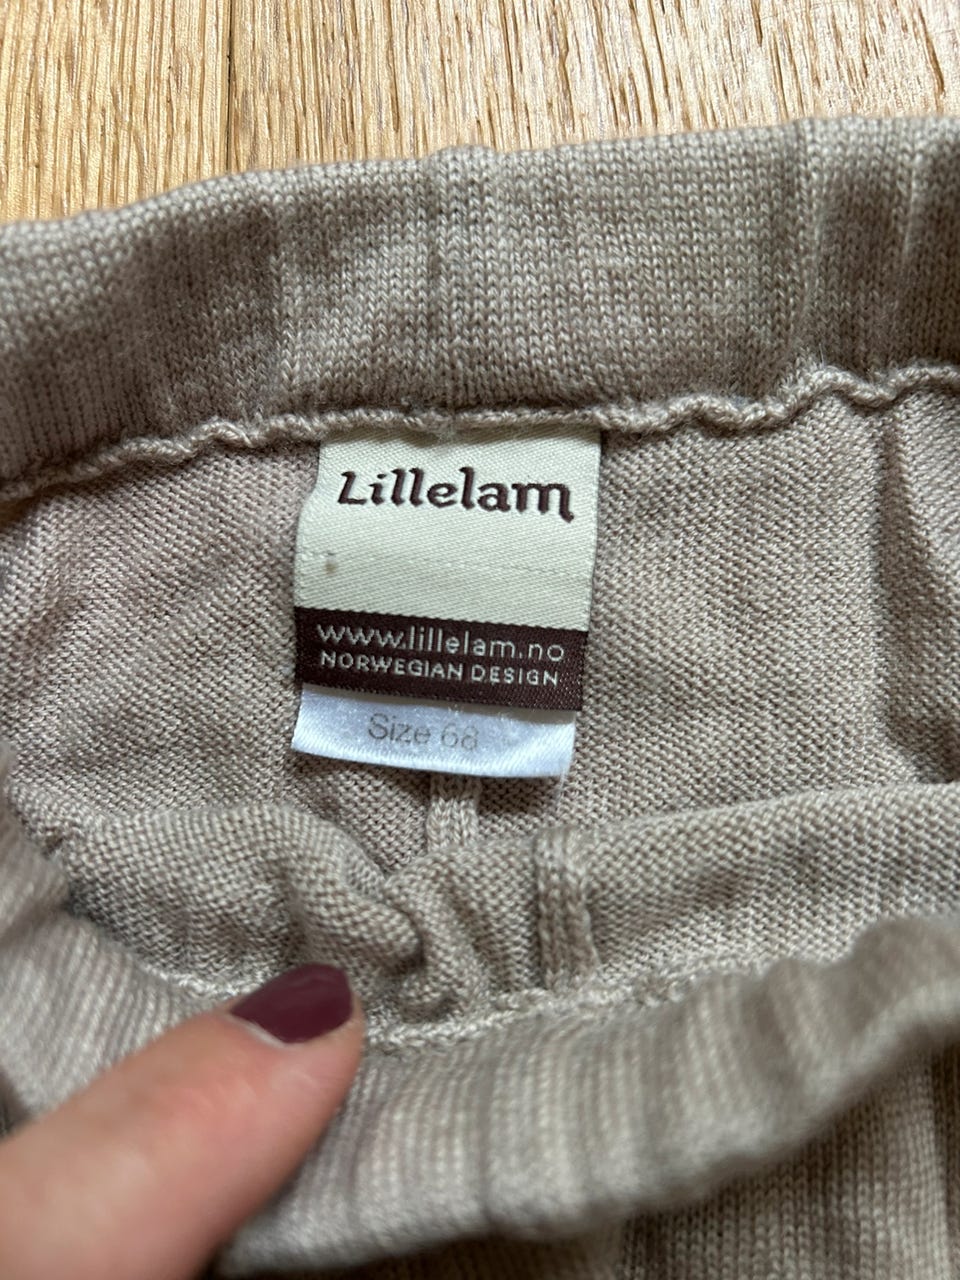 Lillelam
www.lillelam.no
NORWEGIAN DESIGN
Size 68